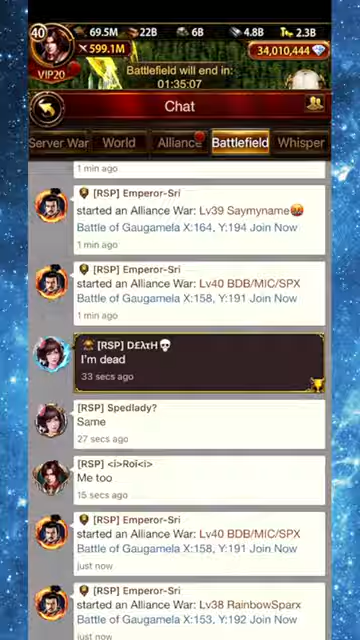 40
69.5M
22B
6B
4.8B
2.3B
599.1M
34,010,444
VIP20
Battlefield will end in:
01:35:07
Chat
Server War
World
Alliance
Battlefield
Whisper
1 min ago
[RSP] Emperor-Sri
started an Alliance War: Lv39 Saymyname🤬
Battle of Gaugamela X:164, Y:194 Join Now
1 min ago
[RSP] Emperor-Sri
started an Alliance War: Lv40 BDB/MIC/SPX
Battle of Gaugamela X:158, Y:191 Join Now
1 min ago
[RSP] D£λτH💀
I'm dead
33 secs ago
[RSP] Spedlady?
Same
27 secs ago
[RSP] <i>Roï<i>
Me too
15 secs ago
[RSP] Emperor-Sri
started an Alliance War: Lv40 BDB/MIC/SPX
Battle of Gaugamela X:158, Y:191 Join Now
just now
[RSP] Emperor-Sri
started an Alliance War: Lv38 RainbowSparx
Battle of Gaugamela X:153, Y:192 Join Now
just now